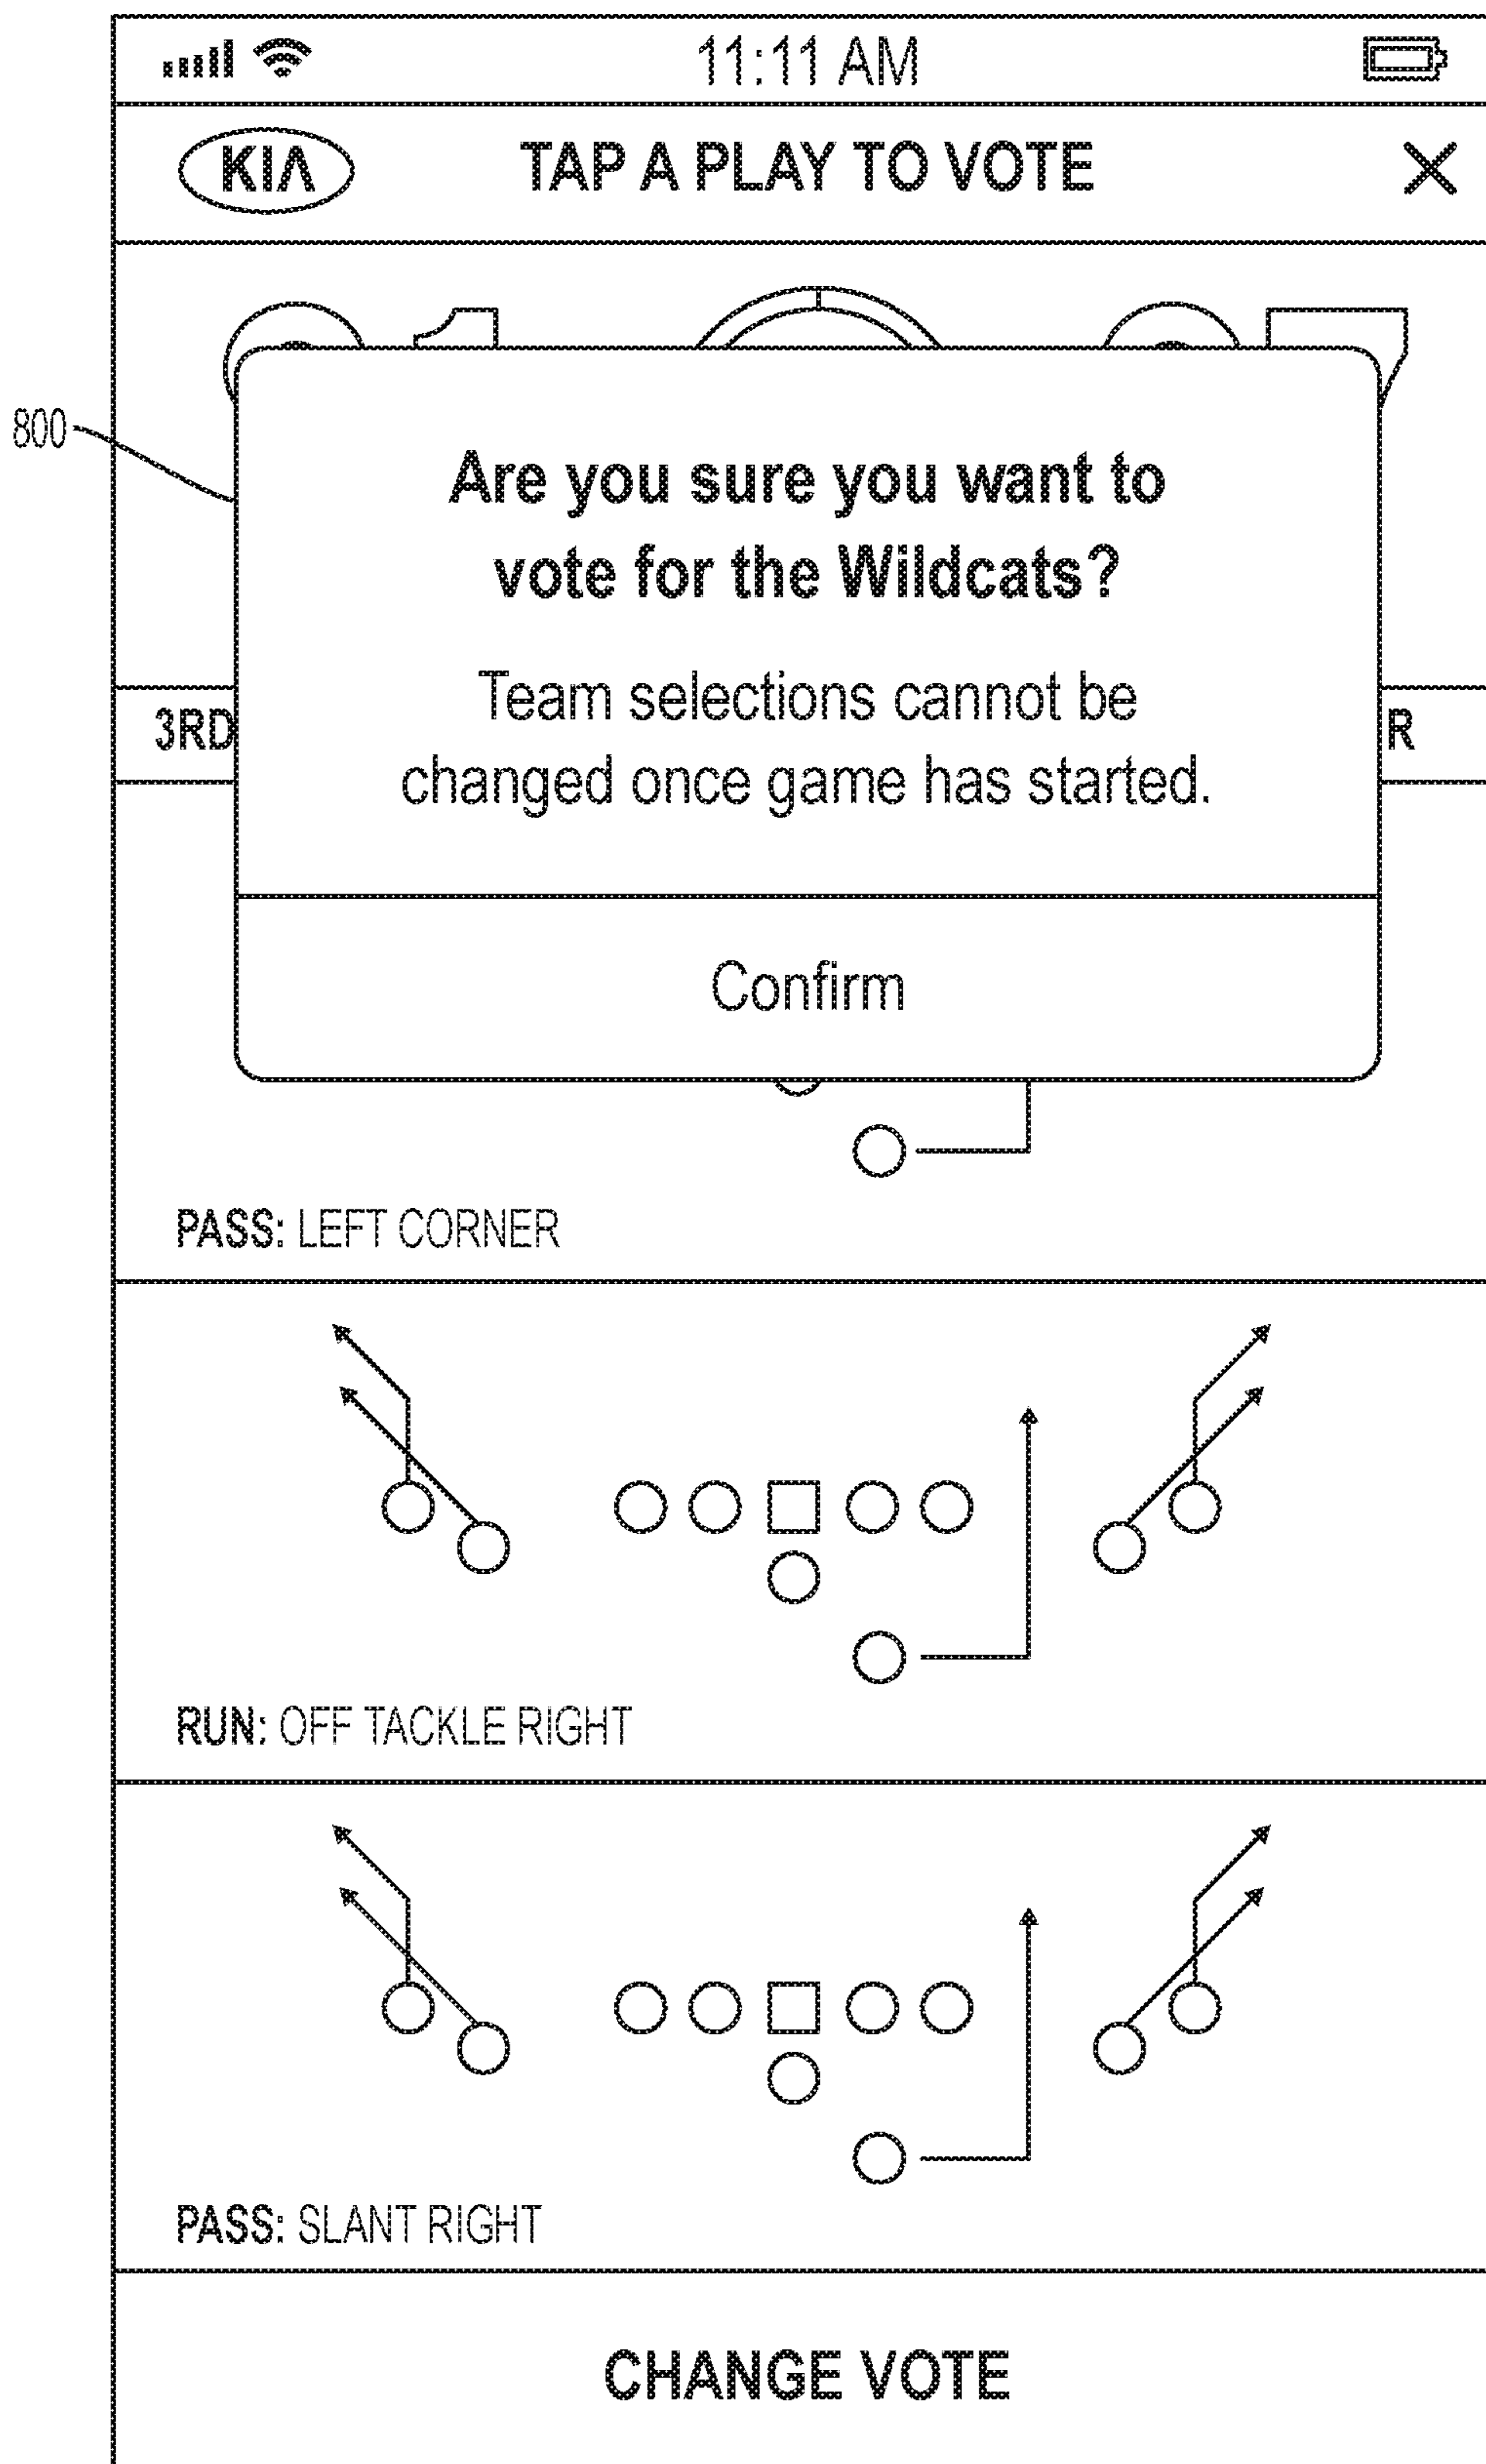 11:11 AM
KIA
TAP A PLAY TO VOTE
800
Are you sure you want to
vote for the Wildcats?
Team selections cannot be
changed once game has started.
3RD
R
Confirm
PASS: LEFT CORNER
RUN: OFF TACKLE RIGHT
PASS: SLANT RIGHT
CHANGE VOTE